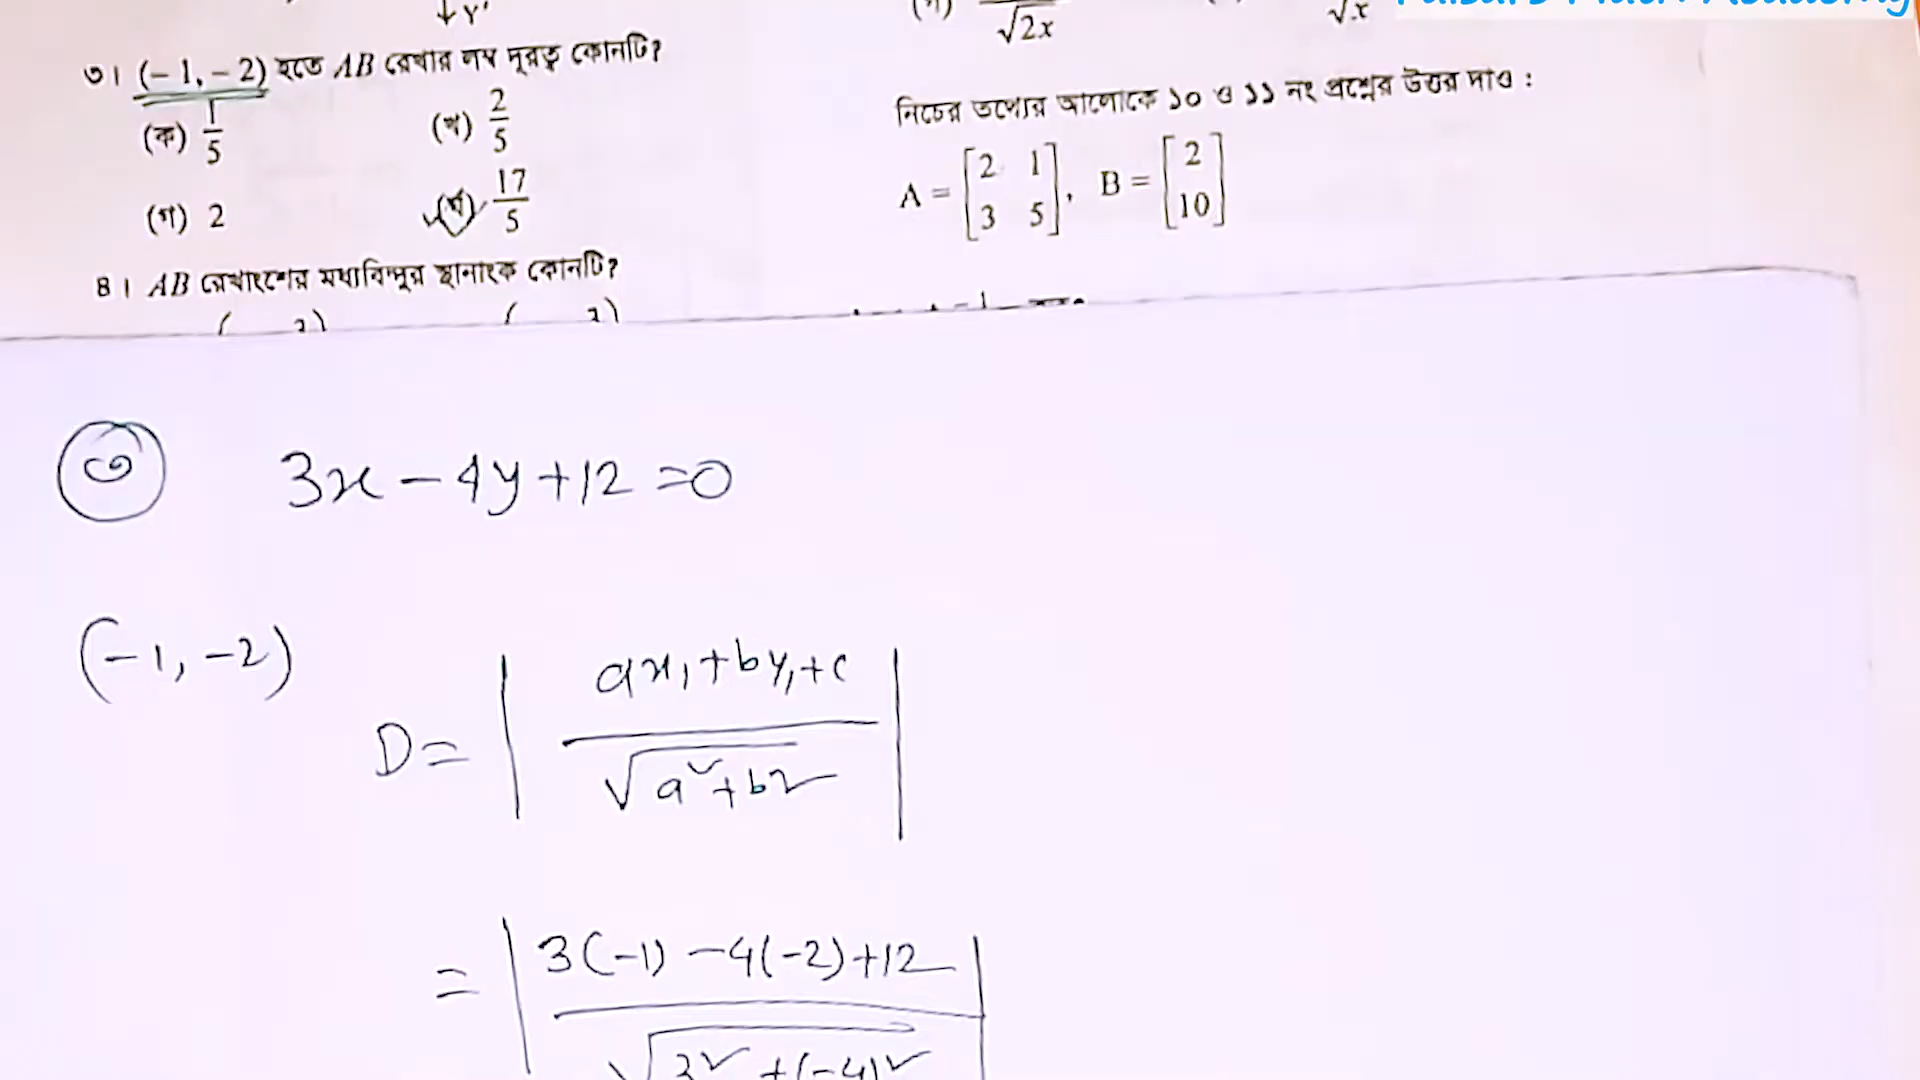 Y'
৩। (– 1, – 2) হতে AB রেখার লম্ব দূরত্ব কোনটি?
(ক) 1/5
(খ) 2/5
(গ) 2
(ঘ) 17/5
৪। AB রেখাংশের মধ্যবিন্দুর স্থানাংক কোনটি?
(গ) √2x
√x
নিচের তথ্যের আলোকে ১০ ও ১১ নং প্রশ্নের উত্তর দাও :
A = [2 1
3 5], B = [2
10]
৩
3x – 4y + 12 = 0
(-1, -2)
D = | ax₁ + by₁ + c / √a² + b² |
= | 3(-1) – 4(-2) + 12 / √3² + (-4)² |